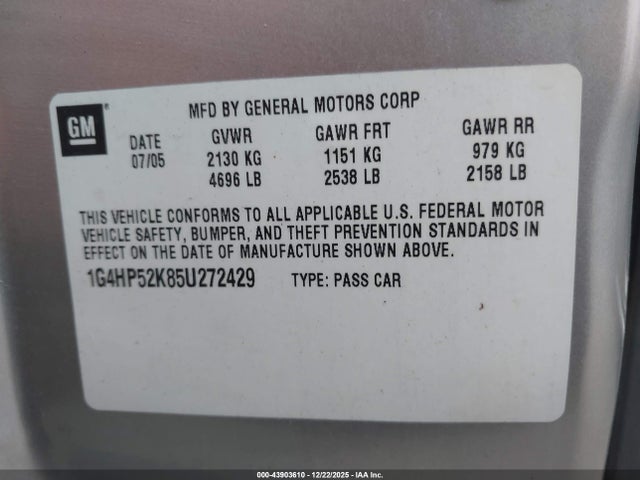 MFD BY GENERAL MOTORS CORP
GM®
DATE GVWR GAWR FRT GAWR RR
07/05 2130 KG 1151 KG 979 KG
4696 LB 2538 LB 2158 LB
THIS VEHICLE CONFORMS TO ALL APPLICABLE U.S. FEDERAL MOTOR
VEHICLE SAFETY, BUMPER, AND THEFT PREVENTION STANDARDS IN
EFFECT ON THE DATE OF MANUFACTURE SHOWN ABOVE.
1G4HP52K85U272429 TYPE: PASS CAR
000-43903610 - 12/22/2025 - IAA Inc.